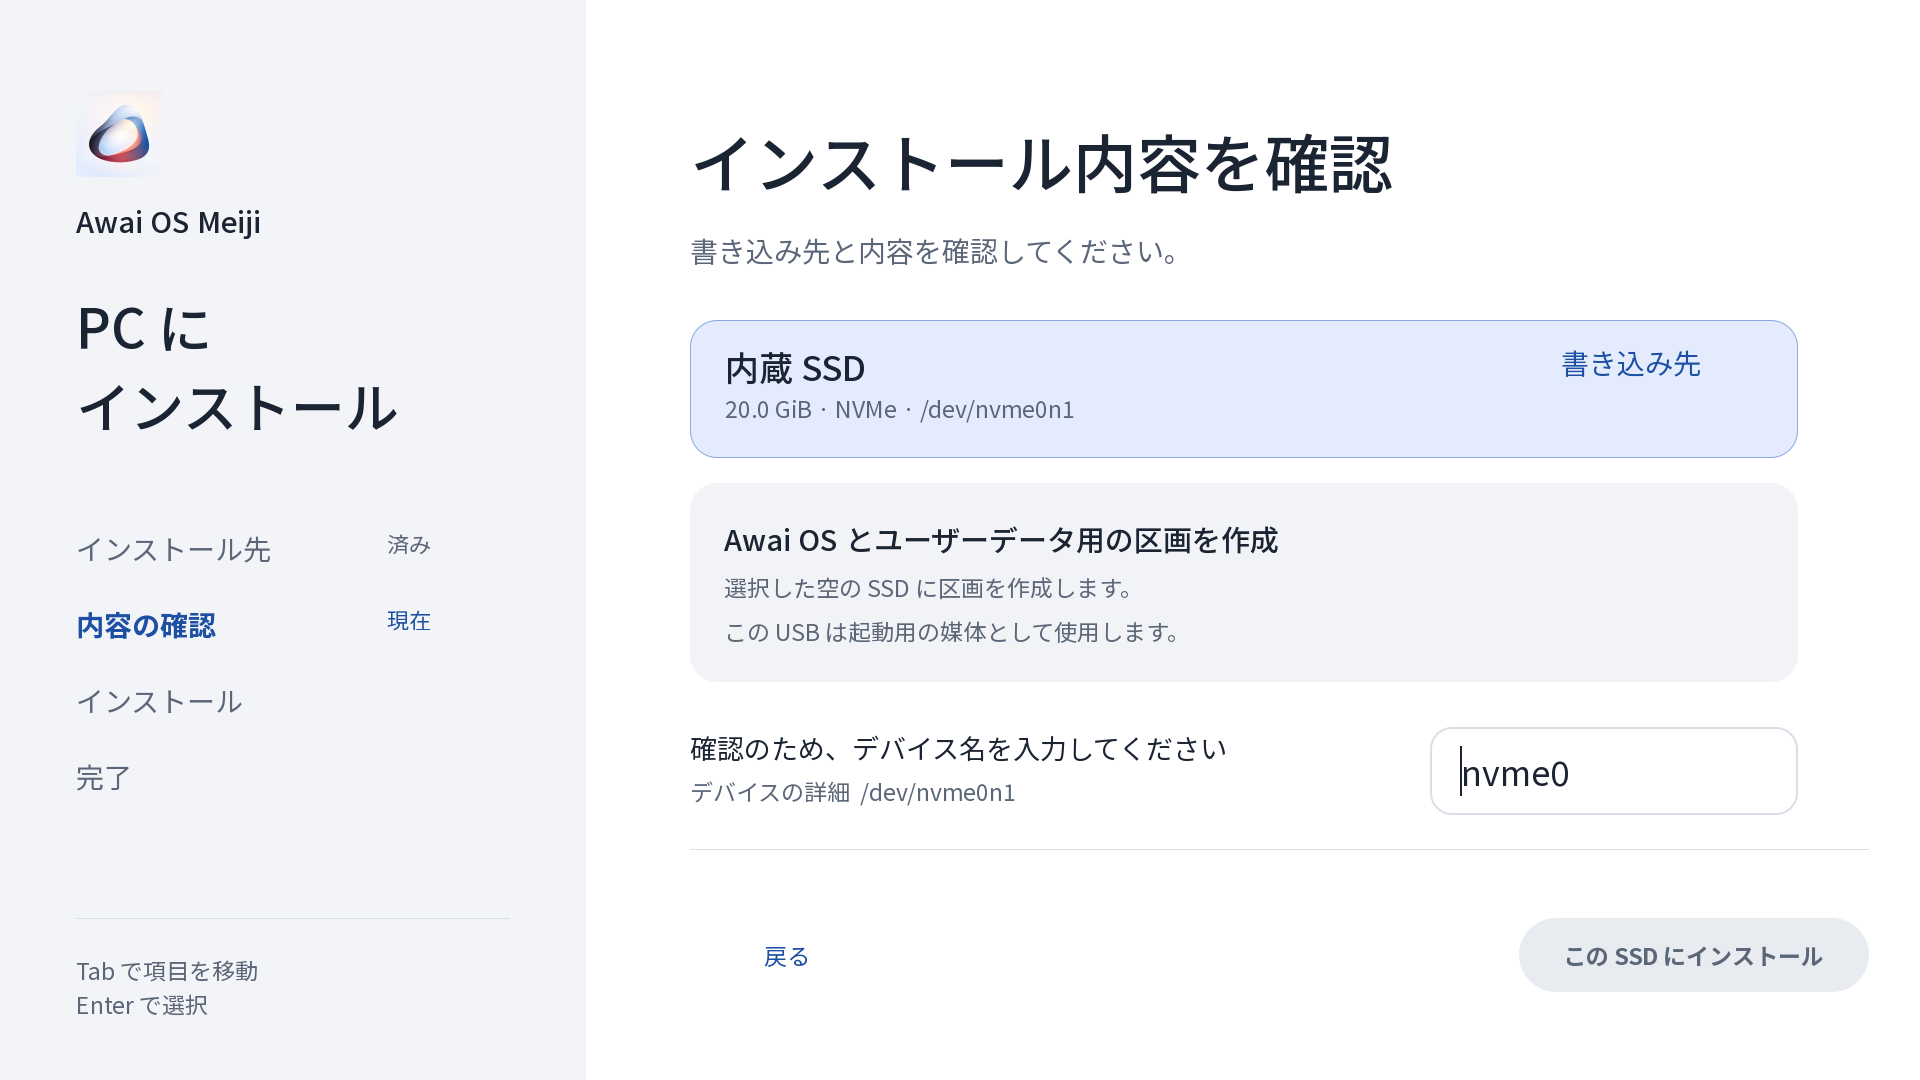 Awai OS Meiji
PC に
インストール
インストール先 済み
内容の確認 現在
インストール
完了
Tab で項目を移動
Enter で選択
インストール内容を確認
書き込み先と内容を確認してください。
内蔵 SSD 書き込み先
20.0 GiB · NVMe · /dev/nvme0n1
Awai OS とユーザーデータ用の区画を作成
選択した空の SSD に区画を作成します。
この USB は起動用の媒体として使用します。
確認のため、デバイス名を入力してください
デバイスの詳細 /dev/nvme0n1
nvme0
戻る
この SSD にインストール